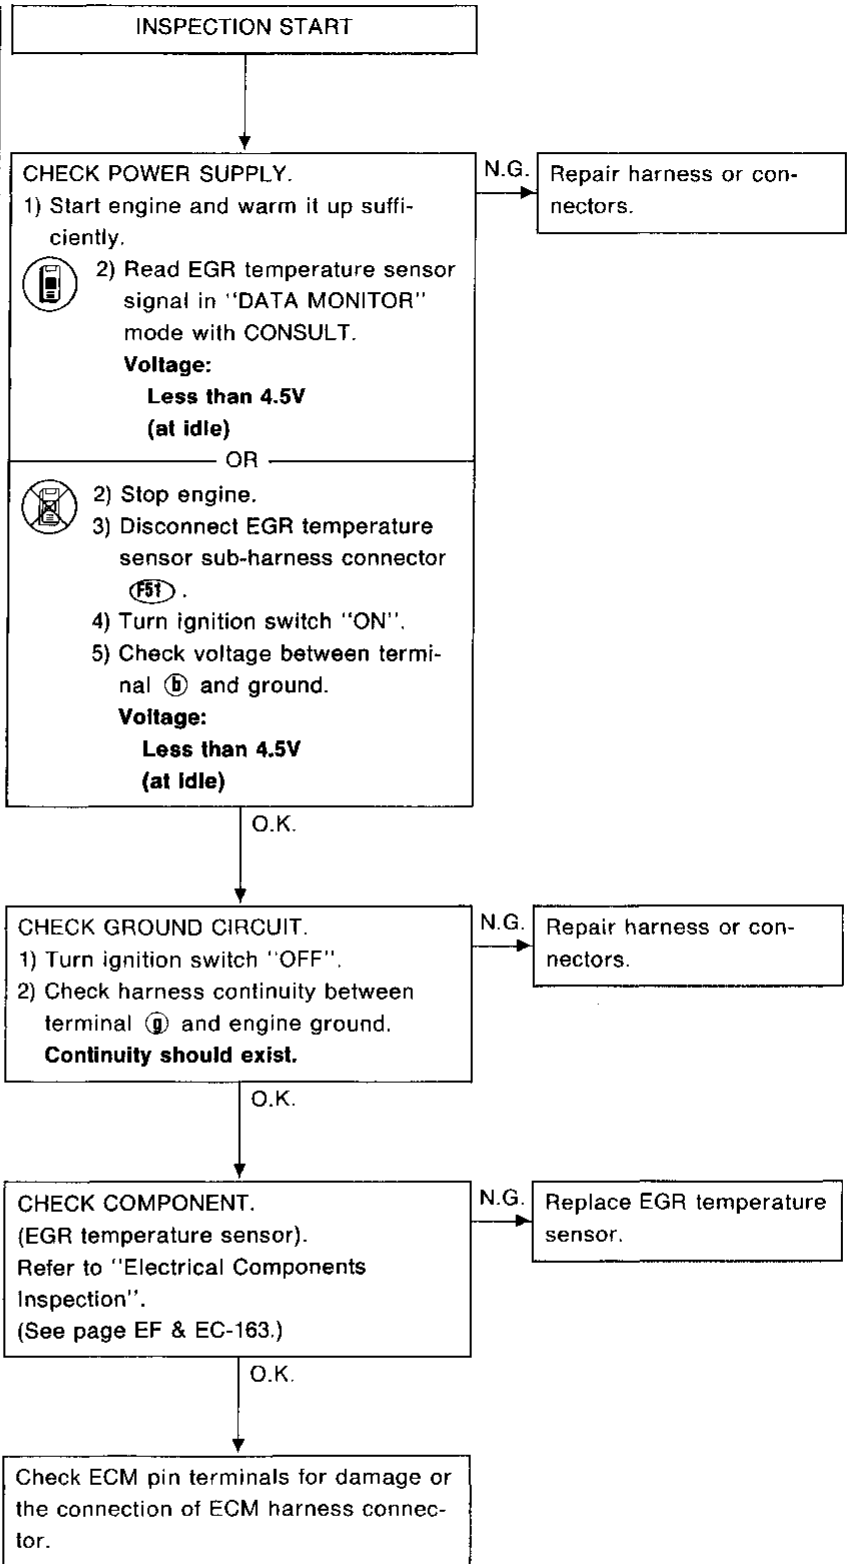 INSPECTION START
CHECK POWER SUPPLY.
1) Start engine and warm it up suffi-
ciently.
2) Read EGR temperature sensor
signal in "DATA MONITOR"
mode with CONSULT.
Voltage:
Less than 4.5V
(at idle)
OR
2) Stop engine.
3) Disconnect EGR temperature
sensor sub-harness connector
F51 .
4) Turn ignition switch "ON".
5) Check voltage between termi-
nal b and ground.
Voltage:
Less than 4.5V
(at idle)
N.G.
Repair harness or con-
nectors.
O.K.
CHECK GROUND CIRCUIT.
1) Turn ignition switch "OFF".
2) Check harness continuity between
terminal g and engine ground.
Continuity should exist.
N.G.
Repair harness or con-
nectors.
O.K.
CHECK COMPONENT.
(EGR temperature sensor).
Refer to "Electrical Components
Inspection".
(See page EF & EC-163.)
N.G.
Replace EGR temperature
sensor.
O.K.
Check ECM pin terminals for damage or
the connection of ECM harness connec-
tor.